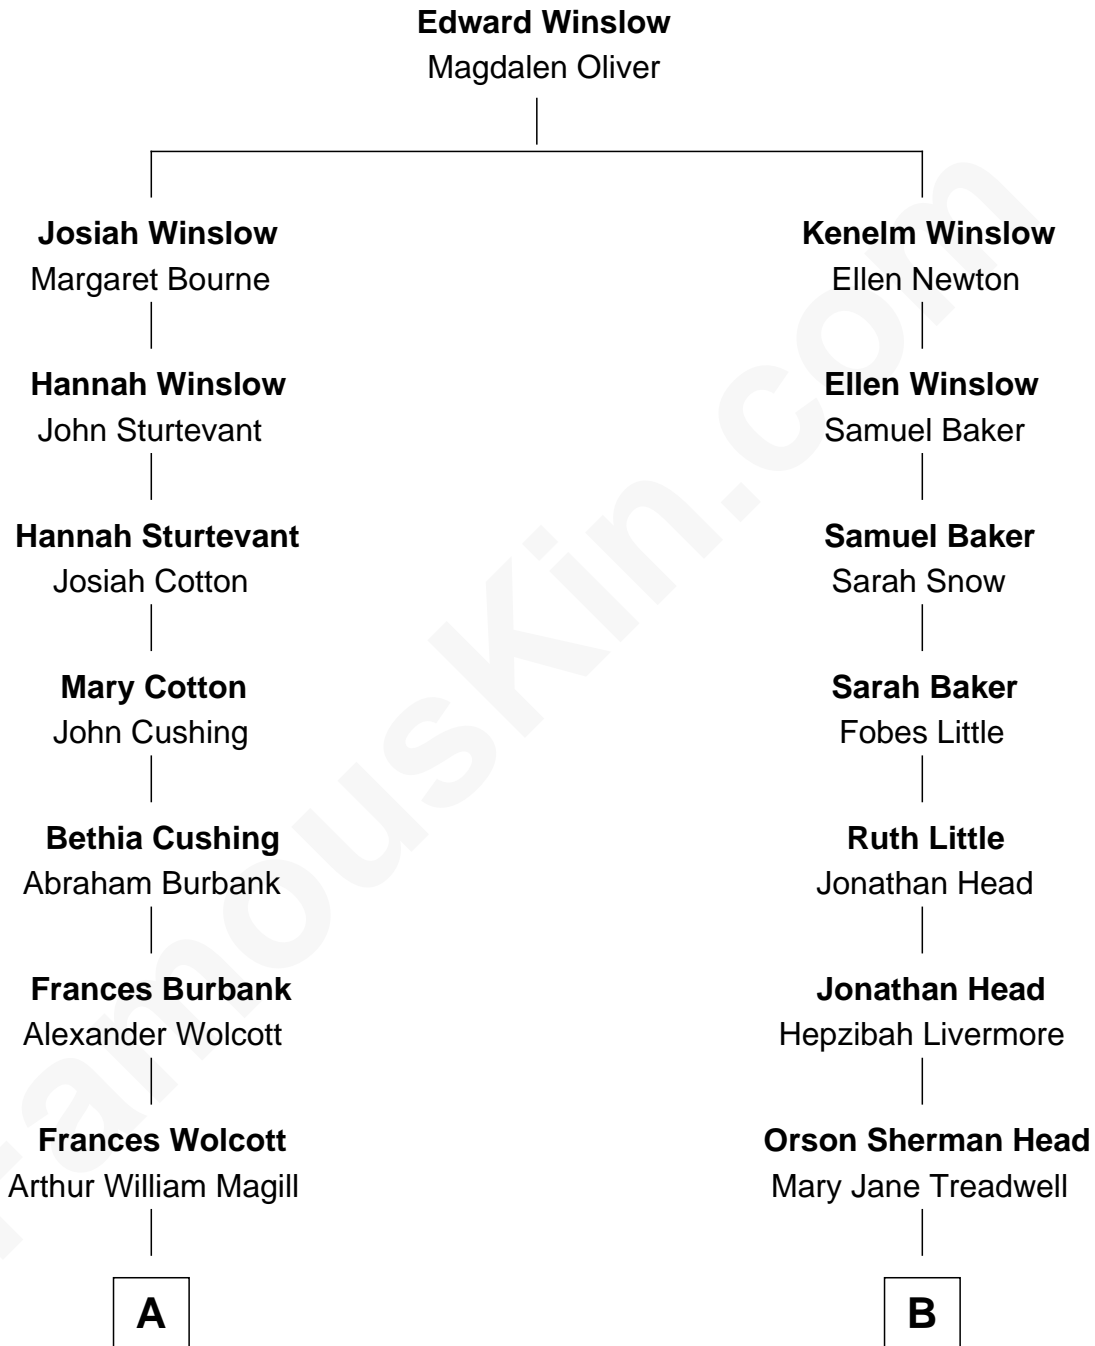 Edward Winslow
Magdalen Oliver
Josiah Winslow
Margaret Bourne
Kenelm Winslow
Ellen Newton
Hannah Winslow
John Sturtevant
Ellen Winslow
Samuel Baker
Hannah Sturtevant
Josiah Cotton
Samuel Baker
Sarah Snow
Mary Cotton
John Cushing
Sarah Baker
Fobes Little
Bethia Cushing
Abraham Burbank
Ruth Little
Jonathan Head
Frances Burbank
Alexander Wolcott
Jonathan Head
Hepzibah Livermore
Frances Wolcott
Arthur William Magill
Orson Sherman Head
Mary Jane Treadwell
A
B
FamousKin.com